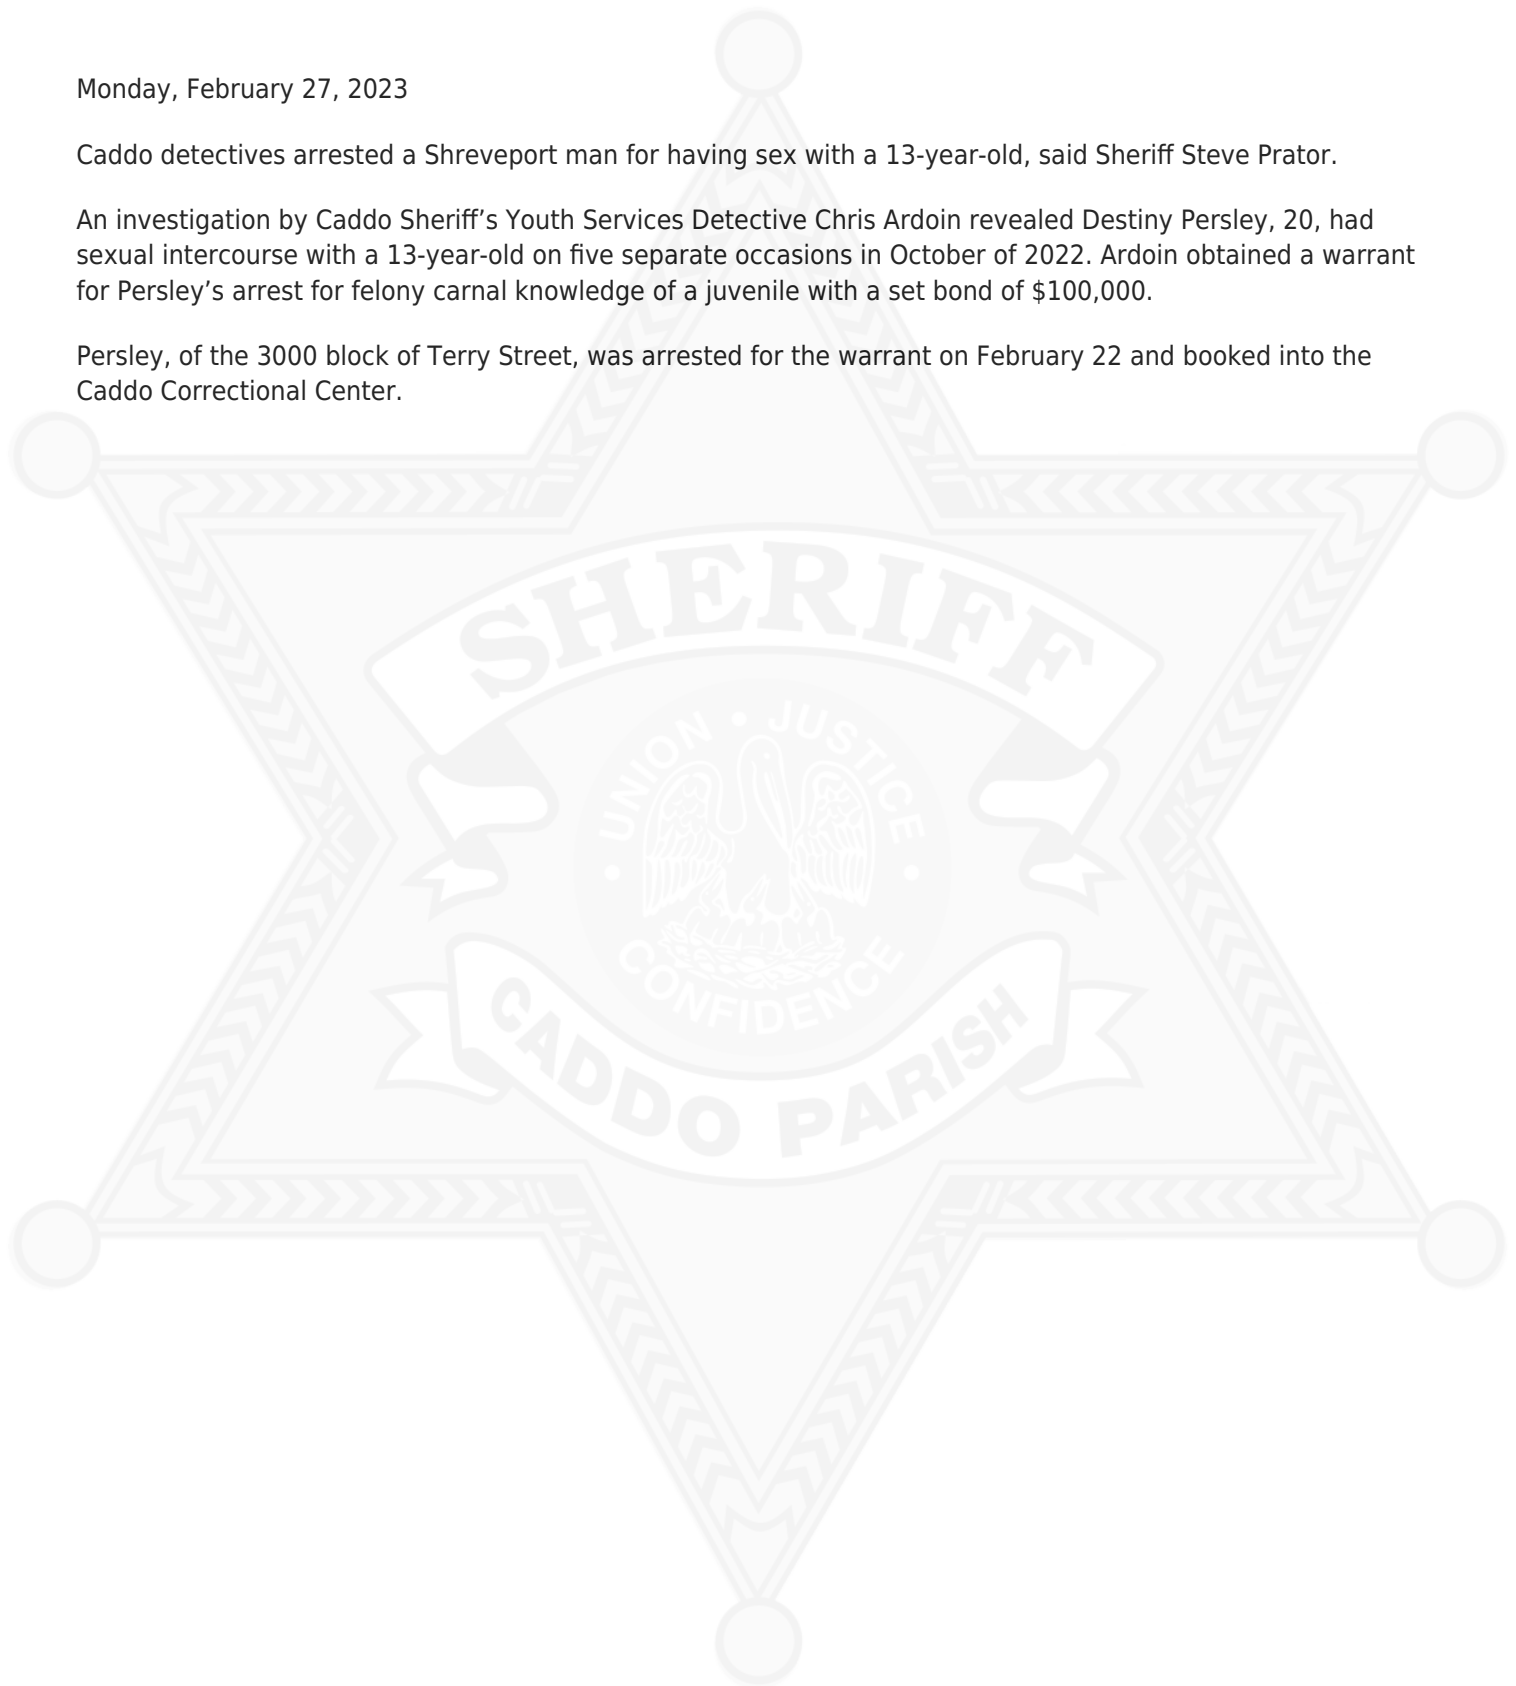 Monday, February 27, 2023
Caddo detectives arrested a Shreveport man for having sex with a 13-year-old, said Sheriff Steve Prator.
An investigation by Caddo Sheriff’s Youth Services Detective Chris Ardoin revealed Destiny Persley, 20, had
sexual intercourse with a 13-year-old on five separate occasions in October of 2022. Ardoin obtained a warrant
for Persley’s arrest for felony carnal knowledge of a juvenile with a set bond of $100,000.
Persley, of the 3000 block of Terry Street, was arrested for the warrant on February 22 and booked into the
Caddo Correctional Center.
SHERIFF
UNION • JUSTICE
• CONFIDENCE •
CADDO PARISH